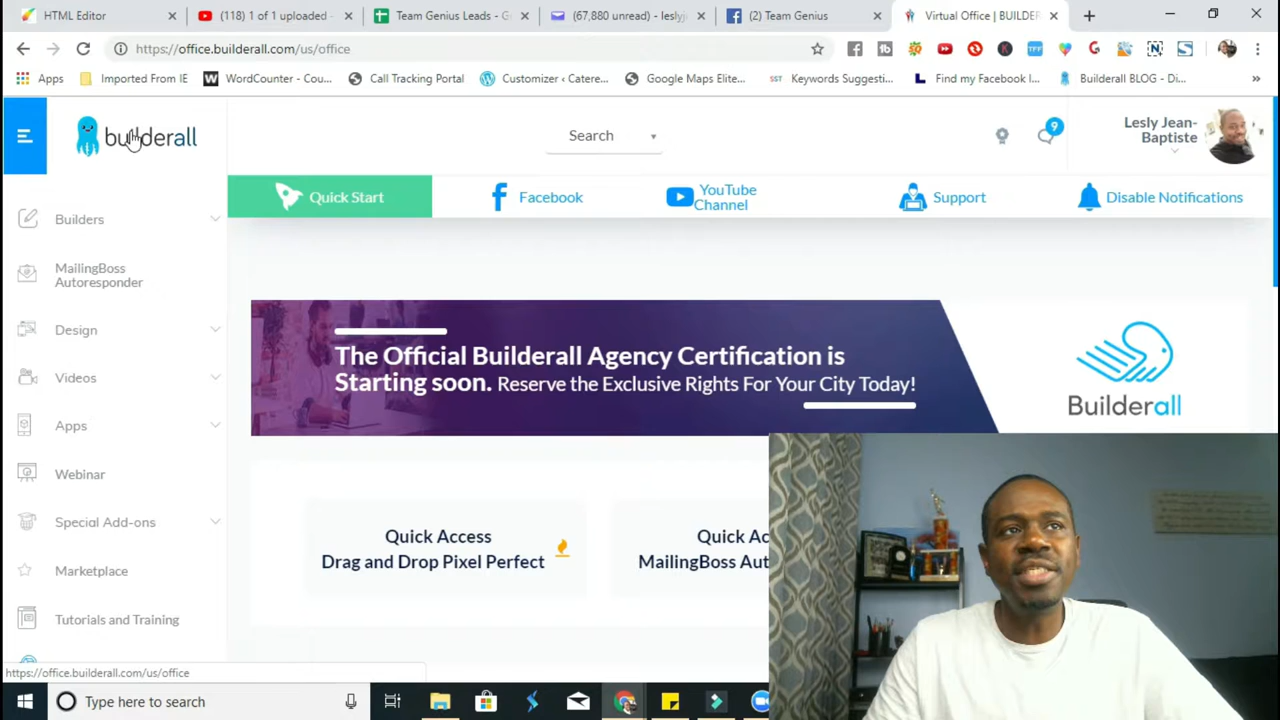 HTML Editor
(118) 1 of 1 uploaded -
Team Genius Leads - G
(67,880 unread) - leslyj
(2) Team Genius
Virtual Office | BUILDER
https://office.builderall.com/us/office
Apps
Imported From IE
WordCounter - Cou...
Call Tracking Portal
Customizer ‹ Catere...
Google Maps Elite...
SST
Keywords Suggesti...
Find my Facebook I...
Builderall BLOG - Di...
builderall
Search
9
Lesly Jean-
Baptiste
Quick Start
Facebook
YouTube
Channel
Support
Disable Notifications
Builders
MailingBoss
Autoresponder
Design
Videos
Apps
Webinar
Special Add-ons
Marketplace
Tutorials and Training
The Official Builderall Agency Certification is
Starting soon. Reserve the Exclusive Rights For Your City Today!
Builderall
Quick Access
Drag and Drop Pixel Perfect
Quick Ac
MailingBoss Aut
https://office.builderall.com/us/office
Type here to search